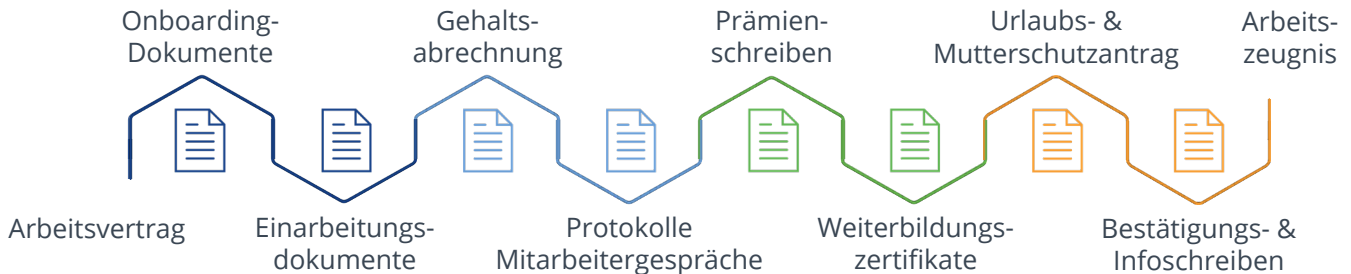 Onboarding-
Dokumente
Gehalts-
abrechnung
Prämien-
schreiben
Urlaubs- &
Mutterschutzantrag
Arbeits-
zeugnis
Arbeitsvertrag
Einarbeitungs-
dokumente
Protokolle
Mitarbeitergespräche
Weiterbildungs-
zertifikate
Bestätigungs- &
Infoschreiben